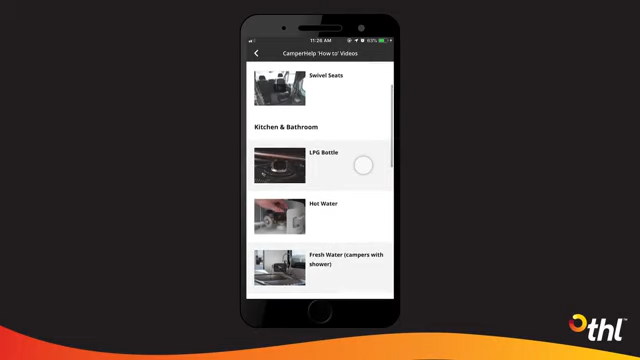 11:26 AM
63%
CamperHelp 'How to' Videos
Swivel Seats
Kitchen & Bathroom
LPG Bottle
Hot Water
Fresh Water (campers with
shower)
thl